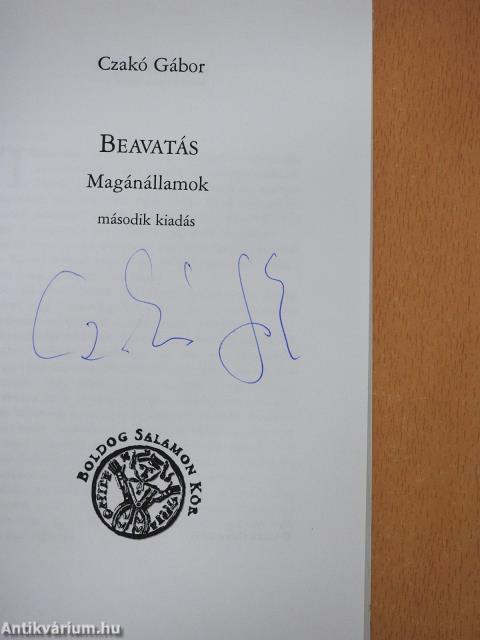 Czakó Gábor
BEAVATÁS
Magánállamok
második kiadás
BOLDOG SALAMON KÖR
Antikvárium.hu